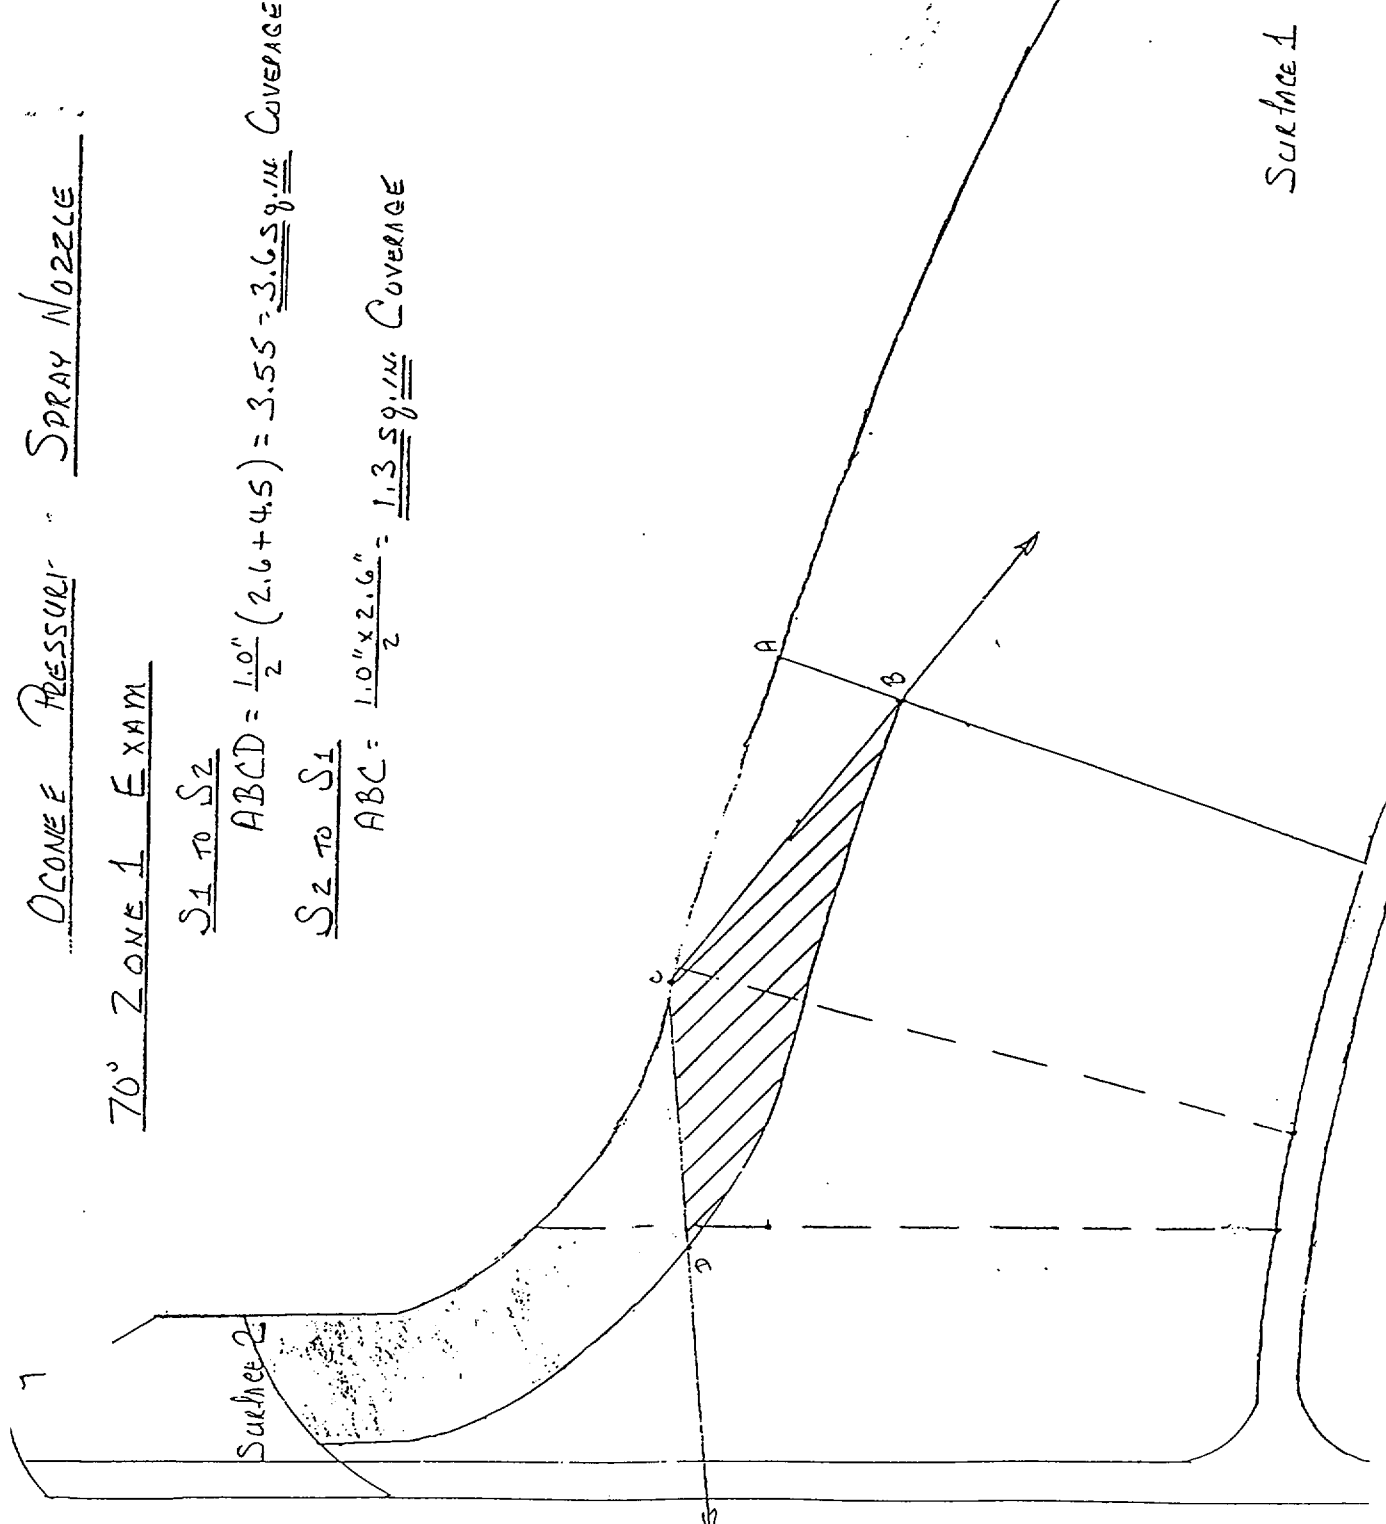 OCONEE PRESSURI SPRAY NOZZLE
70° ZONE 1 EXAM
S1 TO S2
ABCD = 1.0"/2 (2.6+4.5) = 3.55 = 3.6 Sq.IN. COVERAGE
S2 TO S1
ABC = 1.0" x 2.6"/2 = 1.3 Sq.IN. COVERAGE
A
B
C
D
Surface 2
Surface 1